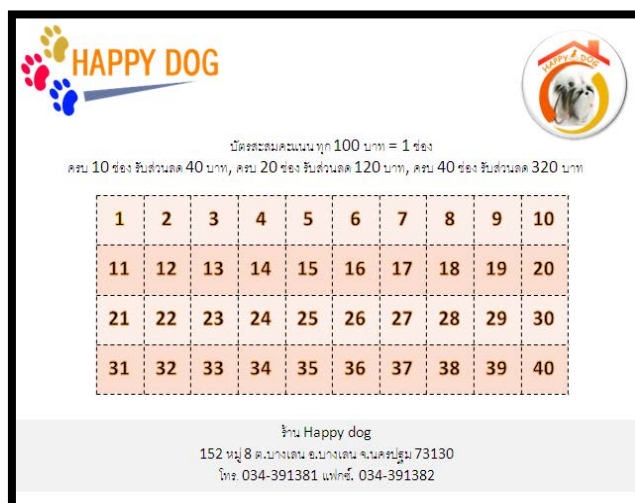 HAPPY DOG
HAPPY DOG
บัตรสะสมคะแนน ทุก 100 บาท = 1 ช่อง
ครบ 10 ช่อง รับส่วนลด 40 บาท, ครบ 20 ช่อง รับส่วนลด 120 บาท, ครบ 40 ช่อง รับส่วนลด 320 บาท
1 2 3 4 5 6 7 8 9 10
11 12 13 14 15 16 17 18 19 20
21 22 23 24 25 26 27 28 29 30
31 32 33 34 35 36 37 38 39 40
ร้าน Happy dog
152 หมู่ 8 ต.บางเลน อ.บางเลน จ.นครปฐม 73130
โทร. 034-391381 แฟกซ์. 034-391382